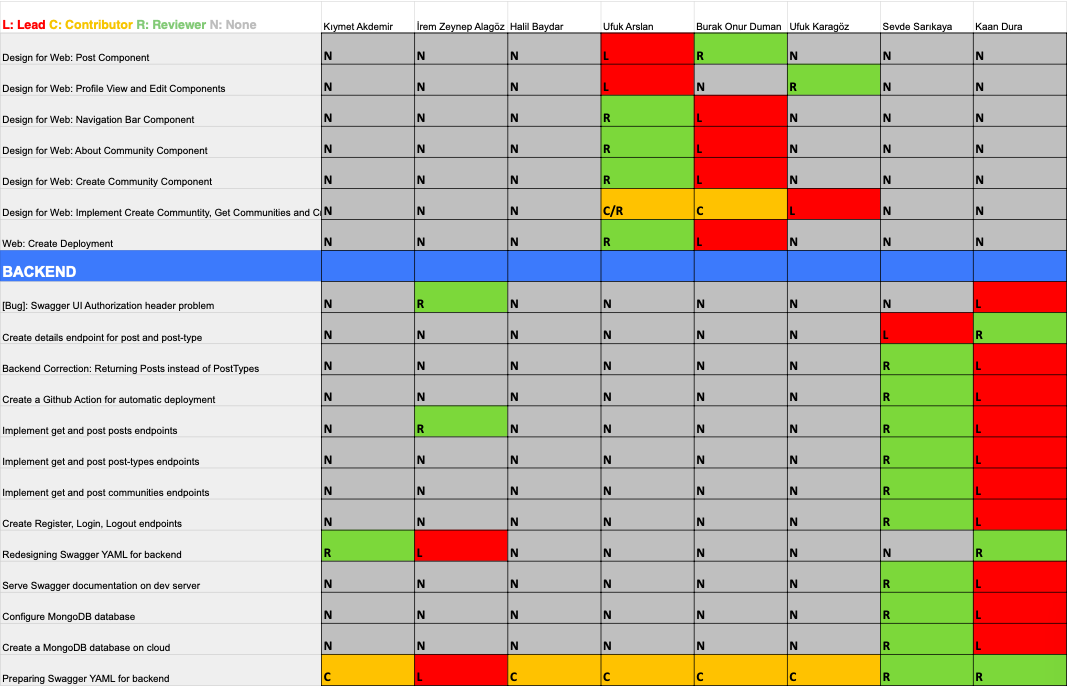 L: Lead C: Contributor R: Reviewer N: None Kıymet Akdemir İrem Zeynep Alagöz Halil Baydar Ufuk Arslan Burak Onur Duman Ufuk Karagöz Sevde Sarıkaya Kaan Dura
Design for Web: Post Component N N N L R N N N
Design for Web: Profile View and Edit Components N N N L N R N N
Design for Web: Navigation Bar Component N N N R L N N N
Design for Web: About Community Component N N N R L N N N
Design for Web: Create Community Component N N N R L N N N
Design for Web: Implement Create Communtity, Get Communities and C N N N C/R C L N N
Web: Create Deployment N N N R L N N N
BACKEND
[Bug]: Swagger UI Authorization header problem N R N N N N N L
Create details endpoint for post and post-type N N N N N N L R
Backend Correction: Returning Posts instead of PostTypes N N N N N N R L
Create a Github Action for automatic deployment N N N N N N R L
Implement get and post posts endpoints N R N N N N R L
Implement get and post post-types endpoints N N N N N N R L
Implement get and post communities endpoints N N N N N N R L
Create Register, Login, Logout endpoints N N N N N N R L
Redesigning Swagger YAML for backend R L N N N N N R
Serve Swagger documentation on dev server N N N N N N R L
Configure MongoDB database N N N N N N R L
Create a MongoDB database on cloud N N N N N N R L
Preparing Swagger YAML for backend C L C C C C R R